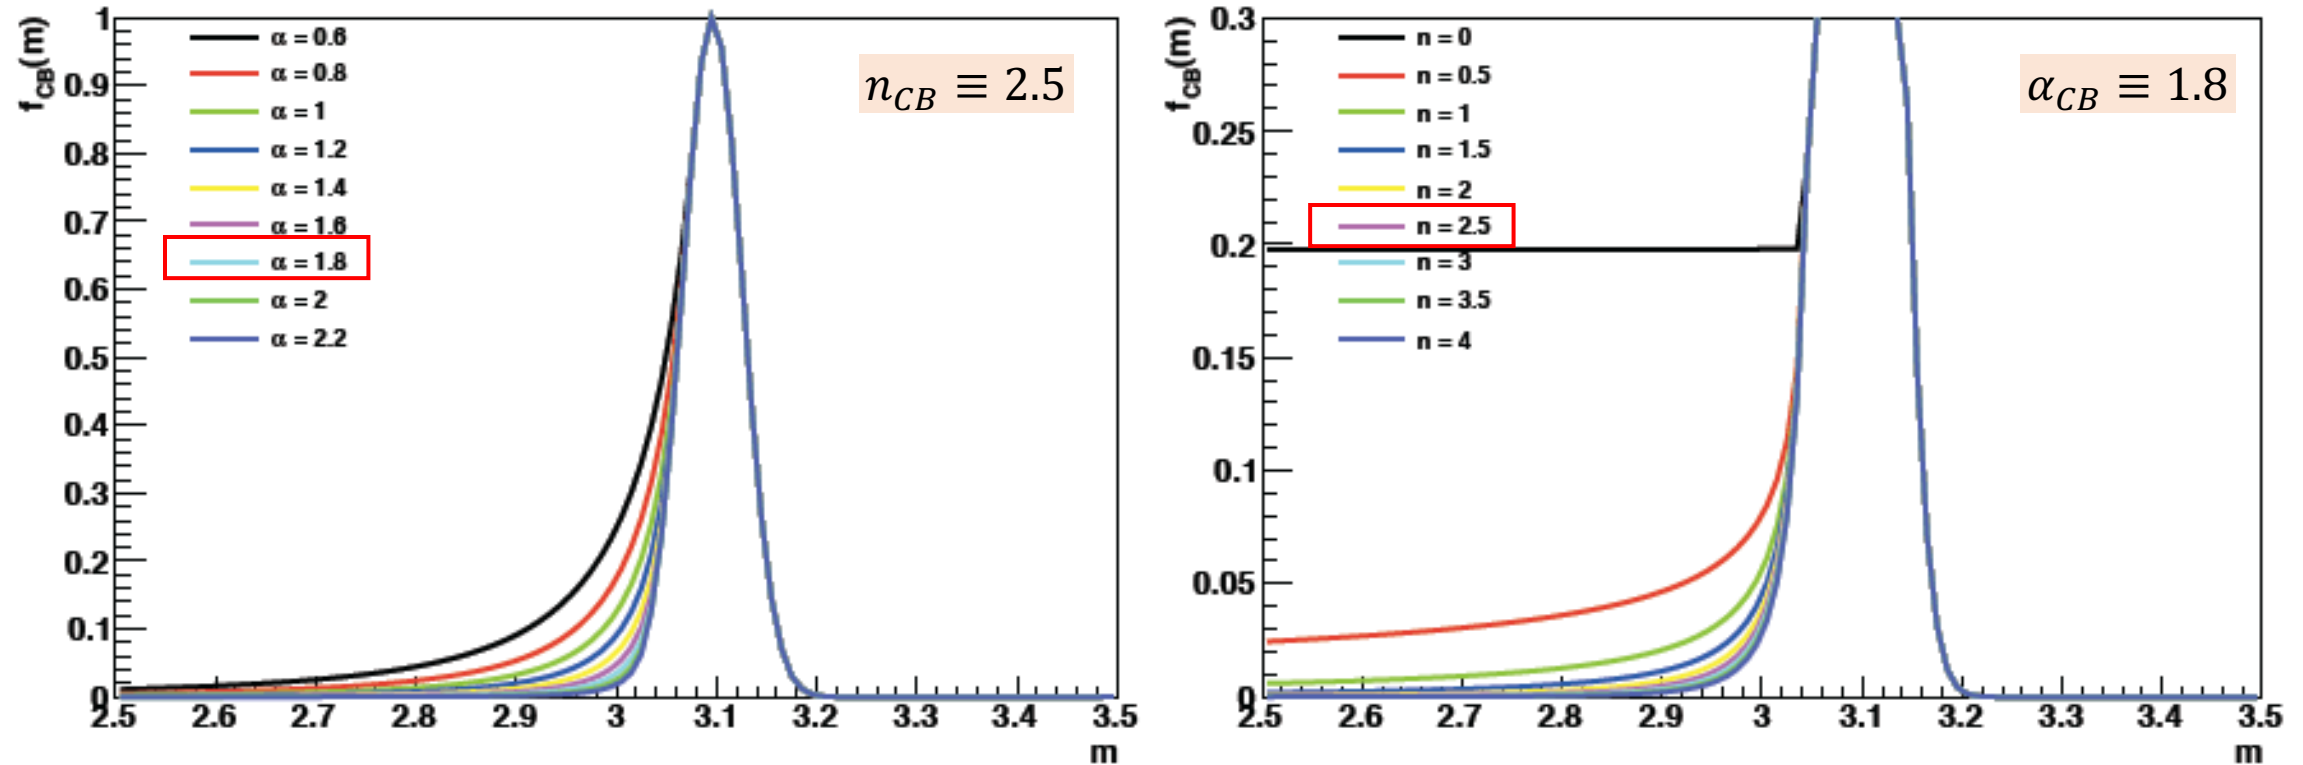 f_CB(m)
1
0.9
0.8
0.7
0.6
0.5
0.4
0.3
0.2
0.1
0
α = 0.6
α = 0.8
α = 1
α = 1.2
α = 1.4
α = 1.6
α = 1.8
α = 2
α = 2.2
n_CB ≡ 2.5
2.5 2.6 2.7 2.8 2.9 3 3.1 3.2 3.3 3.4 3.5
m
f_CB(m)
0.3
0.25
0.2
0.15
0.1
0.05
0
n = 0
n = 0.5
n = 1
n = 1.5
n = 2
n = 2.5
n = 3
n = 3.5
n = 4
α_CB ≡ 1.8
2.5 2.6 2.7 2.8 2.9 3 3.1 3.2 3.3 3.4 3.5
m